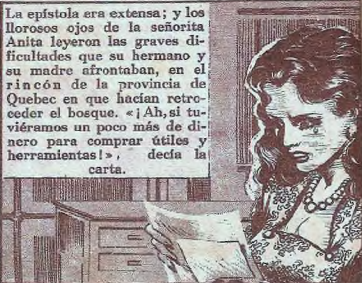 La epístola era extensa; y los
llorosos ojos de la señorita
Anita leyeron las graves di-
ficultades que su hermano y
su madre afrontaban, en el
rincón de la provincia de
Quebec en que hacían retro-
ceder el bosque. «¡Ah, si tu-
viéramos un poco más de di-
nero para comprar útiles y
herramientas!», decía la
carta.